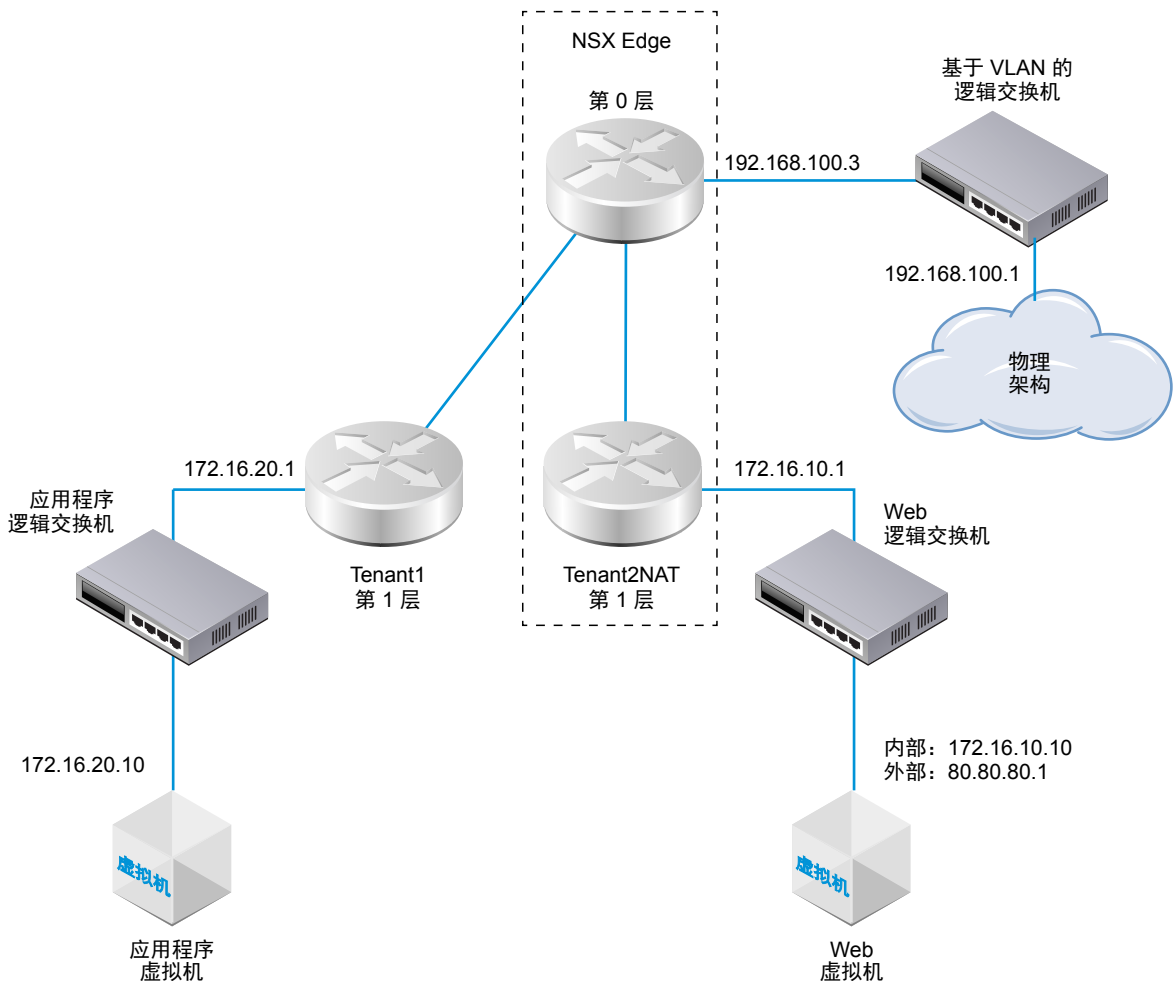 NSX Edge
第 0 层
基于 VLAN 的
逻辑交换机
192.168.100.3
192.168.100.1
物理
架构
172.16.20.1
应用程序
逻辑交换机
Tenant1
第 1 层
Tenant2NAT
第 1 层
172.16.10.1
Web
逻辑交换机
172.16.20.10
内部：172.16.10.10
外部：80.80.80.1
虚拟机
应用程序
虚拟机
虚拟机
Web
虚拟机